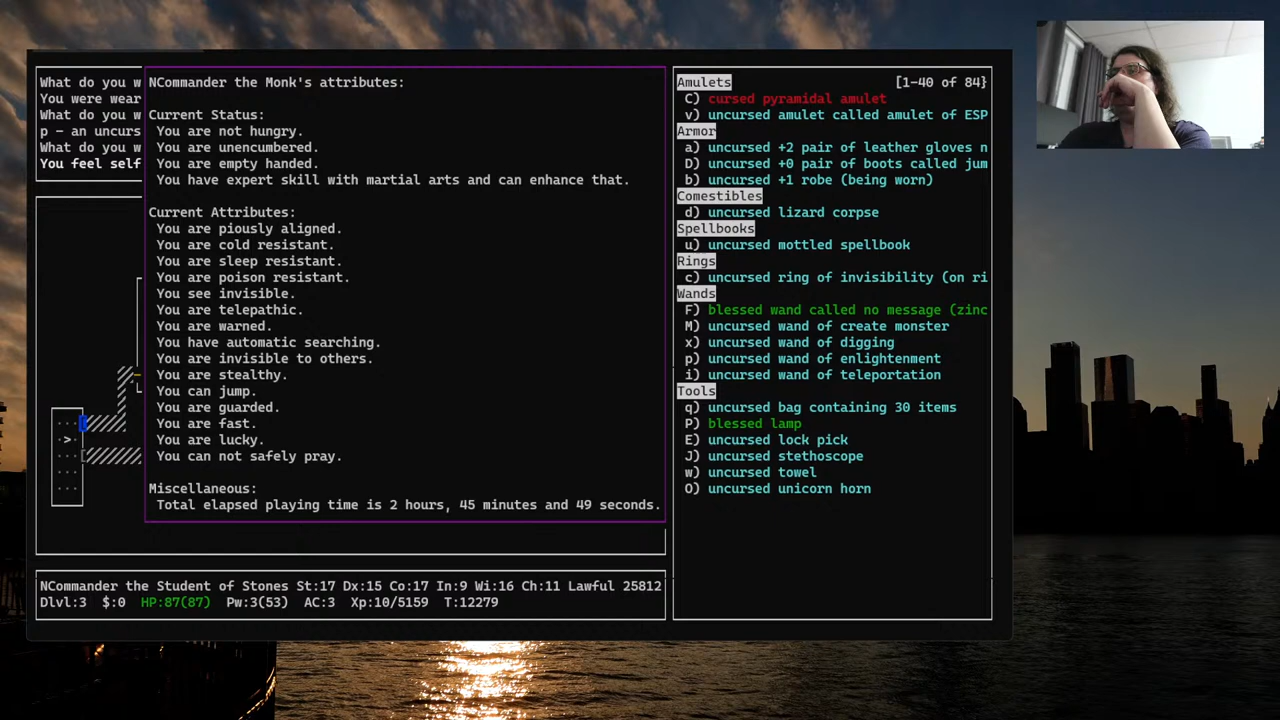 What do you w
You were wear
What do you w
p - an uncurs
What do you w
You feel self
NCommander the Monk's attributes:
Current Status:
You are not hungry.
You are unencumbered.
You are empty handed.
You have expert skill with martial arts and can enhance that.
Current Attributes:
You are piously aligned.
You are cold resistant.
You are sleep resistant.
You are poison resistant.
You see invisible.
You are telepathic.
You are warned.
You have automatic searching.
You are invisible to others.
You are stealthy.
You can jump.
You are guarded.
You are fast.
You are lucky.
You can not safely pray.
Miscellaneous:
Total elapsed playing time is 2 hours, 45 minutes and 49 seconds.
Amulets [1-40 of 84}
C) cursed pyramidal amulet
v) uncursed amulet called amulet of ESP
Armor
a) uncursed +2 pair of leather gloves n
D) uncursed +0 pair of boots called jum
b) uncursed +1 robe (being worn)
Comestibles
d) uncursed lizard corpse
Spellbooks
u) uncursed mottled spellbook
Rings
c) uncursed ring of invisibility (on ri
Wands
F) blessed wand called no message (zinc
M) uncursed wand of create monster
x) uncursed wand of digging
p) uncursed wand of enlightenment
i) uncursed wand of teleportation
Tools
q) uncursed bag containing 30 items
P) blessed lamp
E) uncursed lock pick
J) uncursed stethoscope
w) uncursed towel
O) uncursed unicorn horn
NCommander the Student of Stones St:17 Dx:15 Co:17 In:9 Wi:16 Ch:11 Lawful 25812
Dlvl:3 $:0 HP:87(87) Pw:3(53) AC:3 Xp:10/5159 T:12279